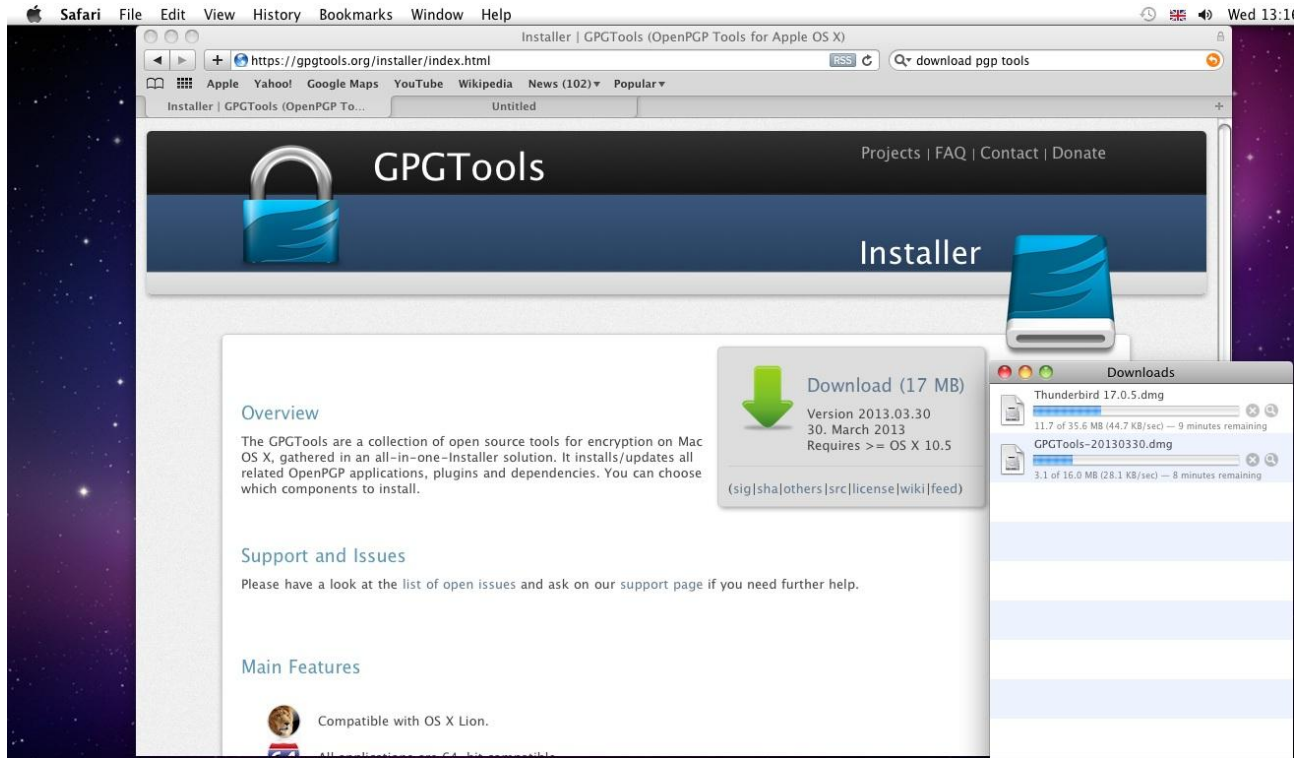 Safari File Edit View History Bookmarks Window Help Wed 13:16
Installer | GPGTools (OpenPGP Tools for Apple OS X)
https://gpgtools.org/installer/index.html RSS download pgp tools
Apple Yahoo! Google Maps YouTube Wikipedia News (102) Popular
Installer | GPGTools (OpenPGP To... Untitled
GPGTools
Projects | FAQ | Contact | Donate
Installer
Download (17 MB)
Version 2013.03.30
30. March 2013
Requires >= OS X 10.5
(sig|sha|others|src|license|wiki|feed)
Overview
The GPGTools are a collection of open source tools for encryption on Mac
OS X, gathered in an all-in-one-Installer solution. It installs/updates all
related OpenPGP applications, plugins and dependencies. You can choose
which components to install.
Support and Issues
Please have a look at the list of open issues and ask on our support page if you need further help.
Main Features
Compatible with OS X Lion.
All applications are 64-bit compatible
Downloads
Thunderbird 17.0.5.dmg
11.7 of 35.6 MB (44.7 KB/sec) — 9 minutes remaining
GPGTools-20130330.dmg
3.1 of 16.0 MB (28.1 KB/sec) — 8 minutes remaining